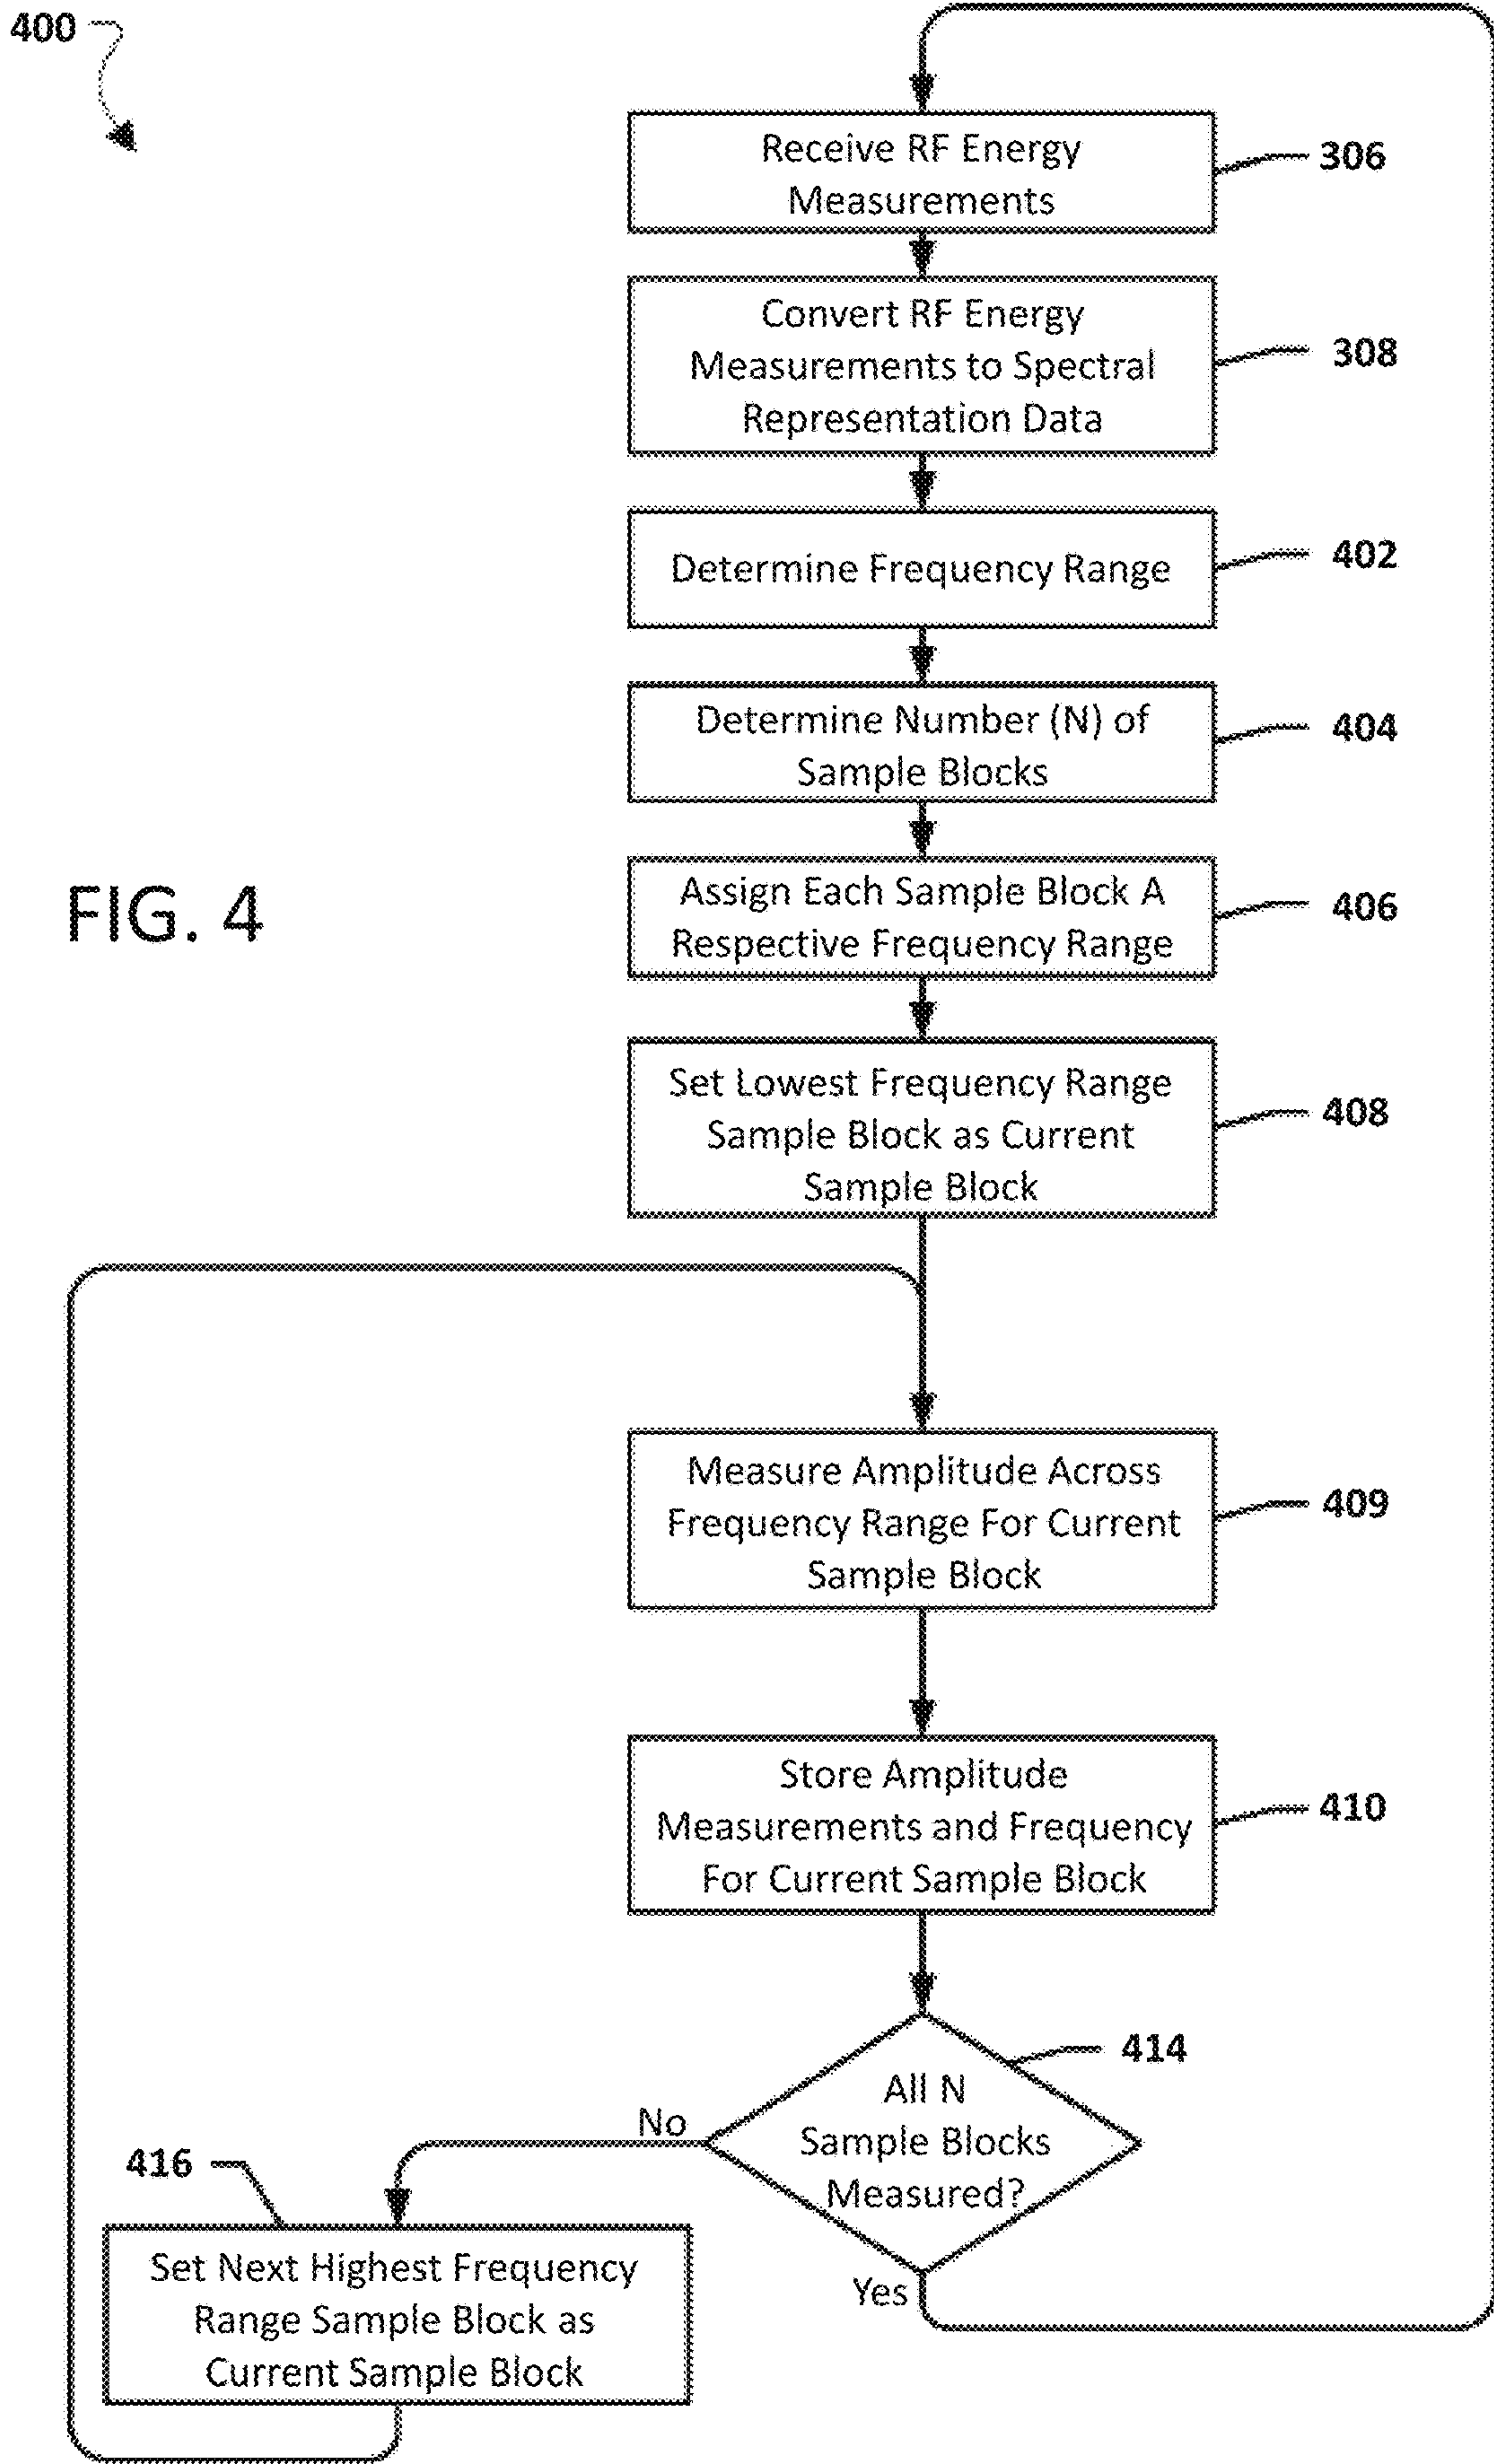 400
Receive RF Energy
Measurements
306
Convert RF Energy
Measurements to Spectral
Representation Data
308
Determine Frequency Range
402
Determine Number (N) of
Sample Blocks
404
FIG. 4
Assign Each Sample Block A
Respective Frequency Range
406
Set Lowest Frequency Range
Sample Block as Current
Sample Block
408
Measure Amplitude Across
Frequency Range For Current
Sample Block
409
Store Amplitude
Measurements and Frequency
For Current Sample Block
410
414
All N
Sample Blocks
Measured?
No
Yes
416
Set Next Highest Frequency
Range Sample Block as
Current Sample Block